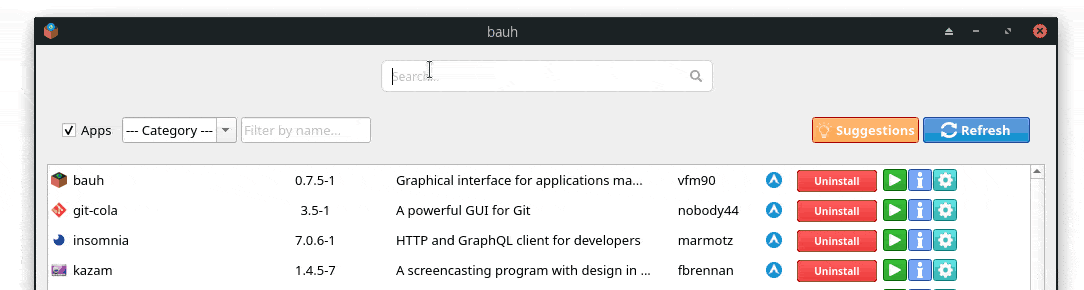 bauh
Search...
Apps --- Category --- Filter by name... Suggestions Refresh
bauh 0.7.5-1 Graphical interface for applications ma... vfm90 Uninstall
git-cola 3.5-1 A powerful GUI for Git nobody44 Uninstall
insomnia 7.0.6-1 HTTP and GraphQL client for developers marmotz Uninstall
kazam 1.4.5-7 A screencasting program with design in ... fbrennan Uninstall